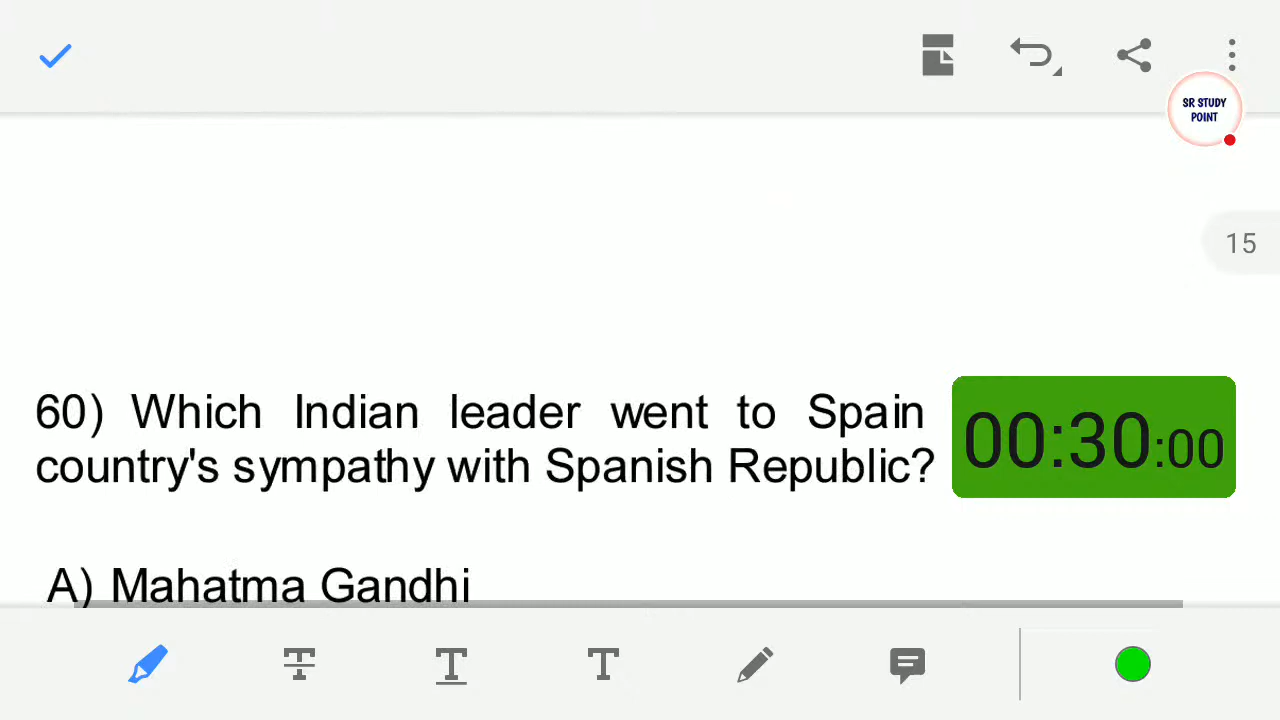 SR STUDY
POINT
15
60) Which Indian leader went to Spain
country's sympathy with Spanish Republic?
00:30:00
A) Mahatma Gandhi